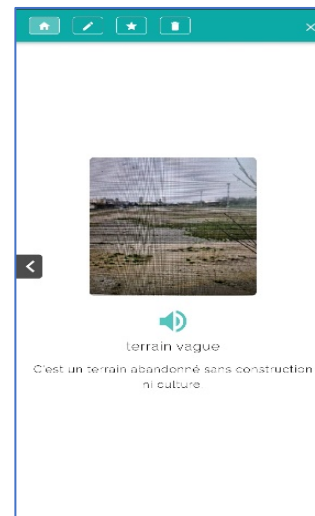 terrain vague
C'est un terrain abandonné sans construction
ni culture